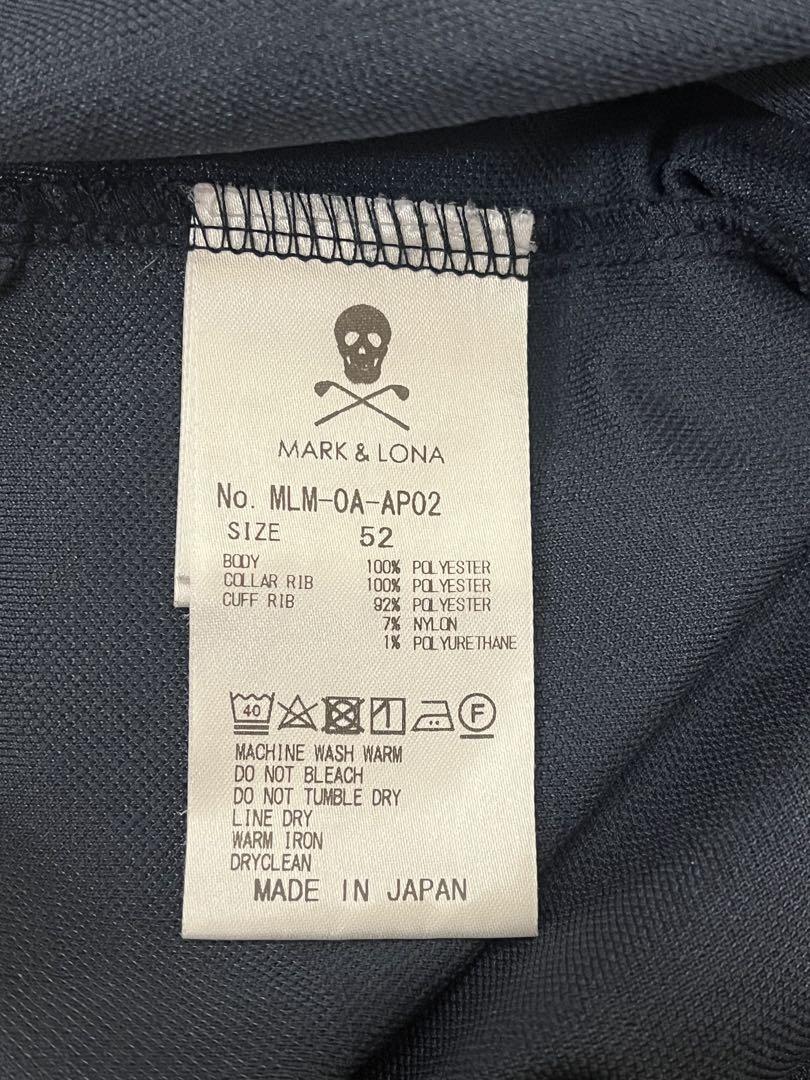 MARK & LONA
No. MLM-OA-AP02
SIZE 52
BODY 100% POLYESTER
COLLAR RIB 100% POLYESTER
CUFF RIB 92% POLYESTER
7% NYLON
1% POLYURETHANE
40 F
MACHINE WASH WARM
DO NOT BLEACH
DO NOT TUMBLE DRY
LINE DRY
WARM IRON
DRYCLEAN
MADE IN JAPAN